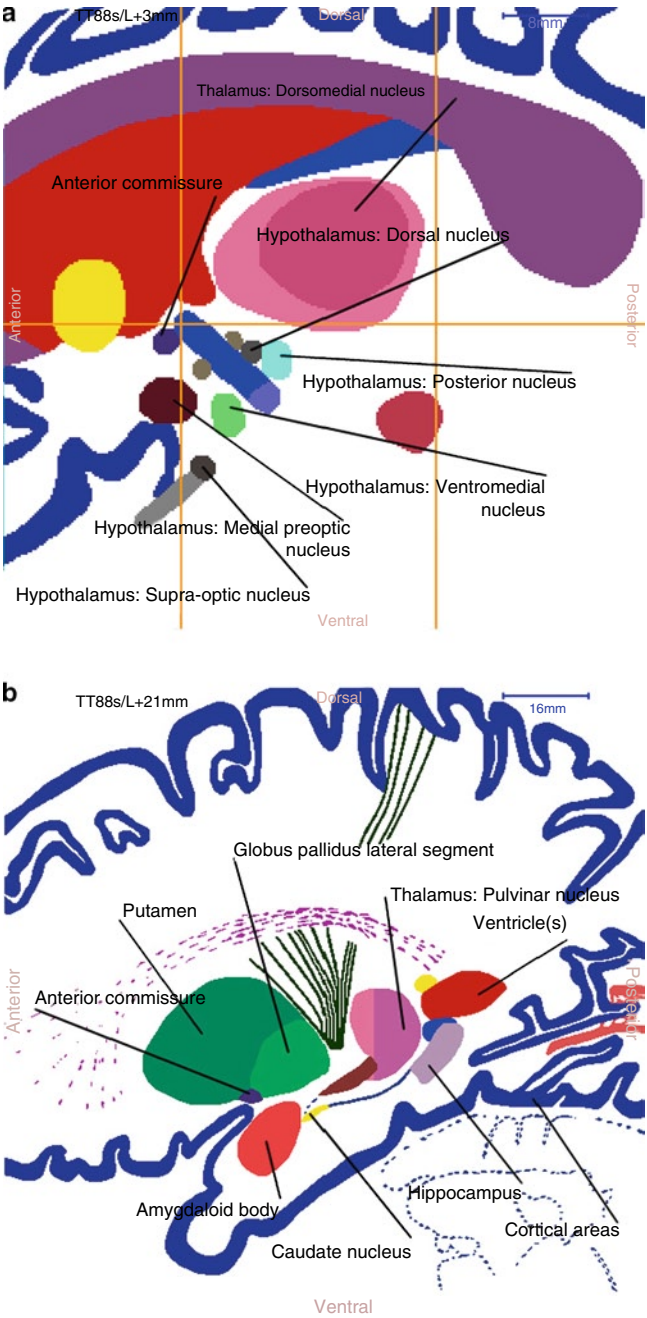 a
TT88s/L+3mm
Dorsal
8mm
Thalamus: Dorsomedial nucleus
Anterior commissure
Hypothalamus: Dorsal nucleus
Anterior
Posterior
Hypothalamus: Posterior nucleus
Hypothalamus: Ventromedial
nucleus
Hypothalamus: Medial preoptic
nucleus
Hypothalamus: Supra-optic nucleus
Ventral
b
TT88s/L+21mm
Dorsal
16mm
Globus pallidus lateral segment
Thalamus: Pulvinar nucleus
Putamen
Ventricle(s)
Anterior commissure
Anterior
Posterior
Hippocampus
Amygdaloid body
Cortical areas
Caudate nucleus
Ventral